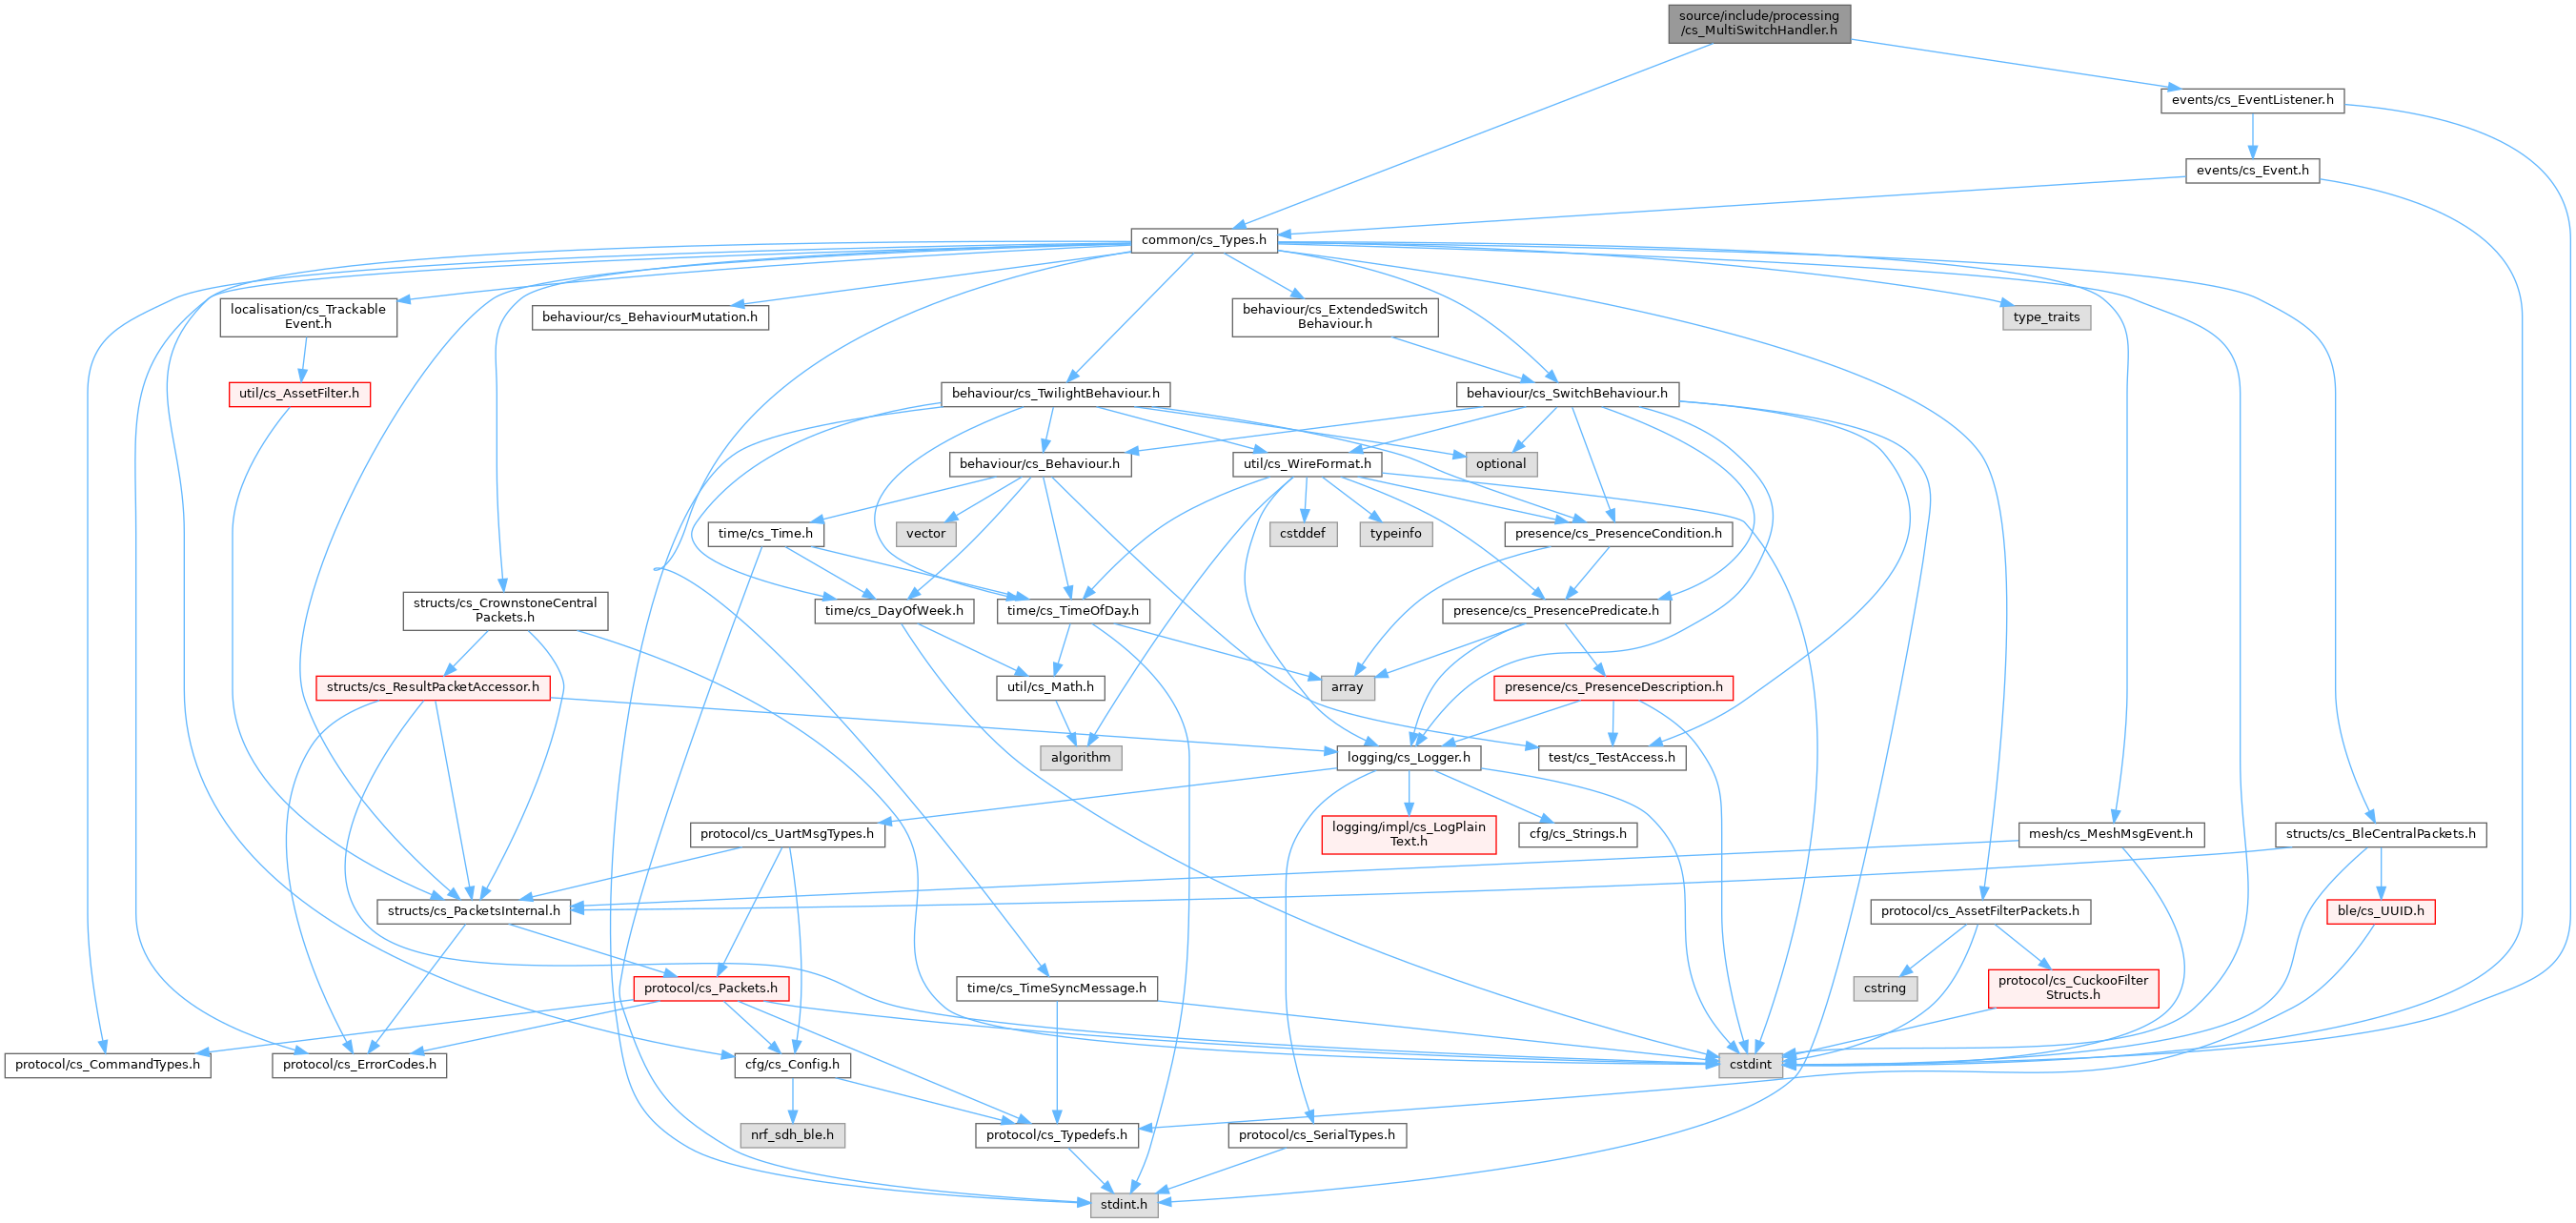 source/include/processing
/cs_MultiSwitchHandler.h
events/cs_EventListener.h
events/cs_Event.h
common/cs_Types.h
localisation/cs_Trackable
Event.h
behaviour/cs_BehaviourMutation.h
behaviour/cs_ExtendedSwitch
Behaviour.h
type_traits
util/cs_AssetFilter.h
behaviour/cs_TwilightBehaviour.h
behaviour/cs_SwitchBehaviour.h
behaviour/cs_Behaviour.h
util/cs_WireFormat.h
optional
time/cs_Time.h
vector
cstddef
typeinfo
presence/cs_PresenceCondition.h
structs/cs_CrownstoneCentral
Packets.h
time/cs_DayOfWeek.h
time/cs_TimeOfDay.h
presence/cs_PresencePredicate.h
structs/cs_ResultPacketAccessor.h
util/cs_Math.h
array
presence/cs_PresenceDescription.h
algorithm
logging/cs_Logger.h
test/cs_TestAccess.h
protocol/cs_UartMsgTypes.h
logging/impl/cs_LogPlain
Text.h
cfg/cs_Strings.h
mesh/cs_MeshMsgEvent.h
structs/cs_BleCentralPackets.h
structs/cs_PacketsInternal.h
protocol/cs_AssetFilterPackets.h
ble/cs_UUID.h
protocol/cs_Packets.h
time/cs_TimeSyncMessage.h
cstring
protocol/cs_CuckooFilter
Structs.h
protocol/cs_CommandTypes.h
protocol/cs_ErrorCodes.h
cfg/cs_Config.h
cstdint
nrf_sdh_ble.h
protocol/cs_Typedefs.h
protocol/cs_SerialTypes.h
stdint.h